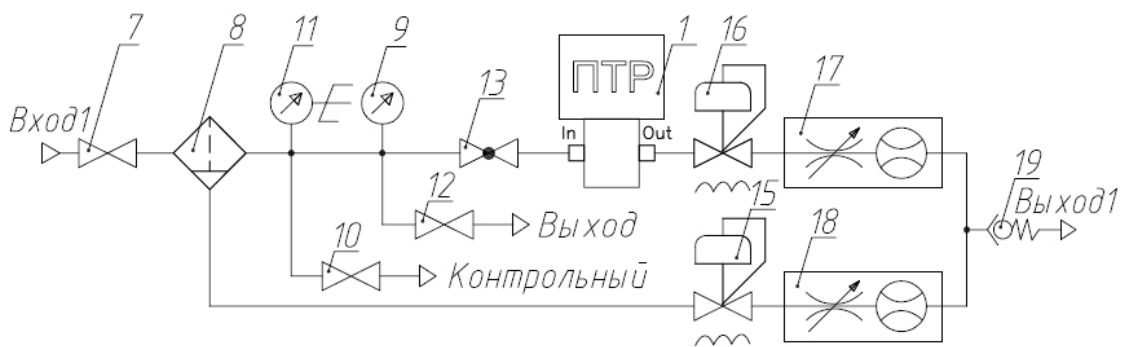 7
8
11
9
13
1
16
17
Вход1
ПТР
In
Out
12
Выход
10
Контрольный
15
18
19
Выход1